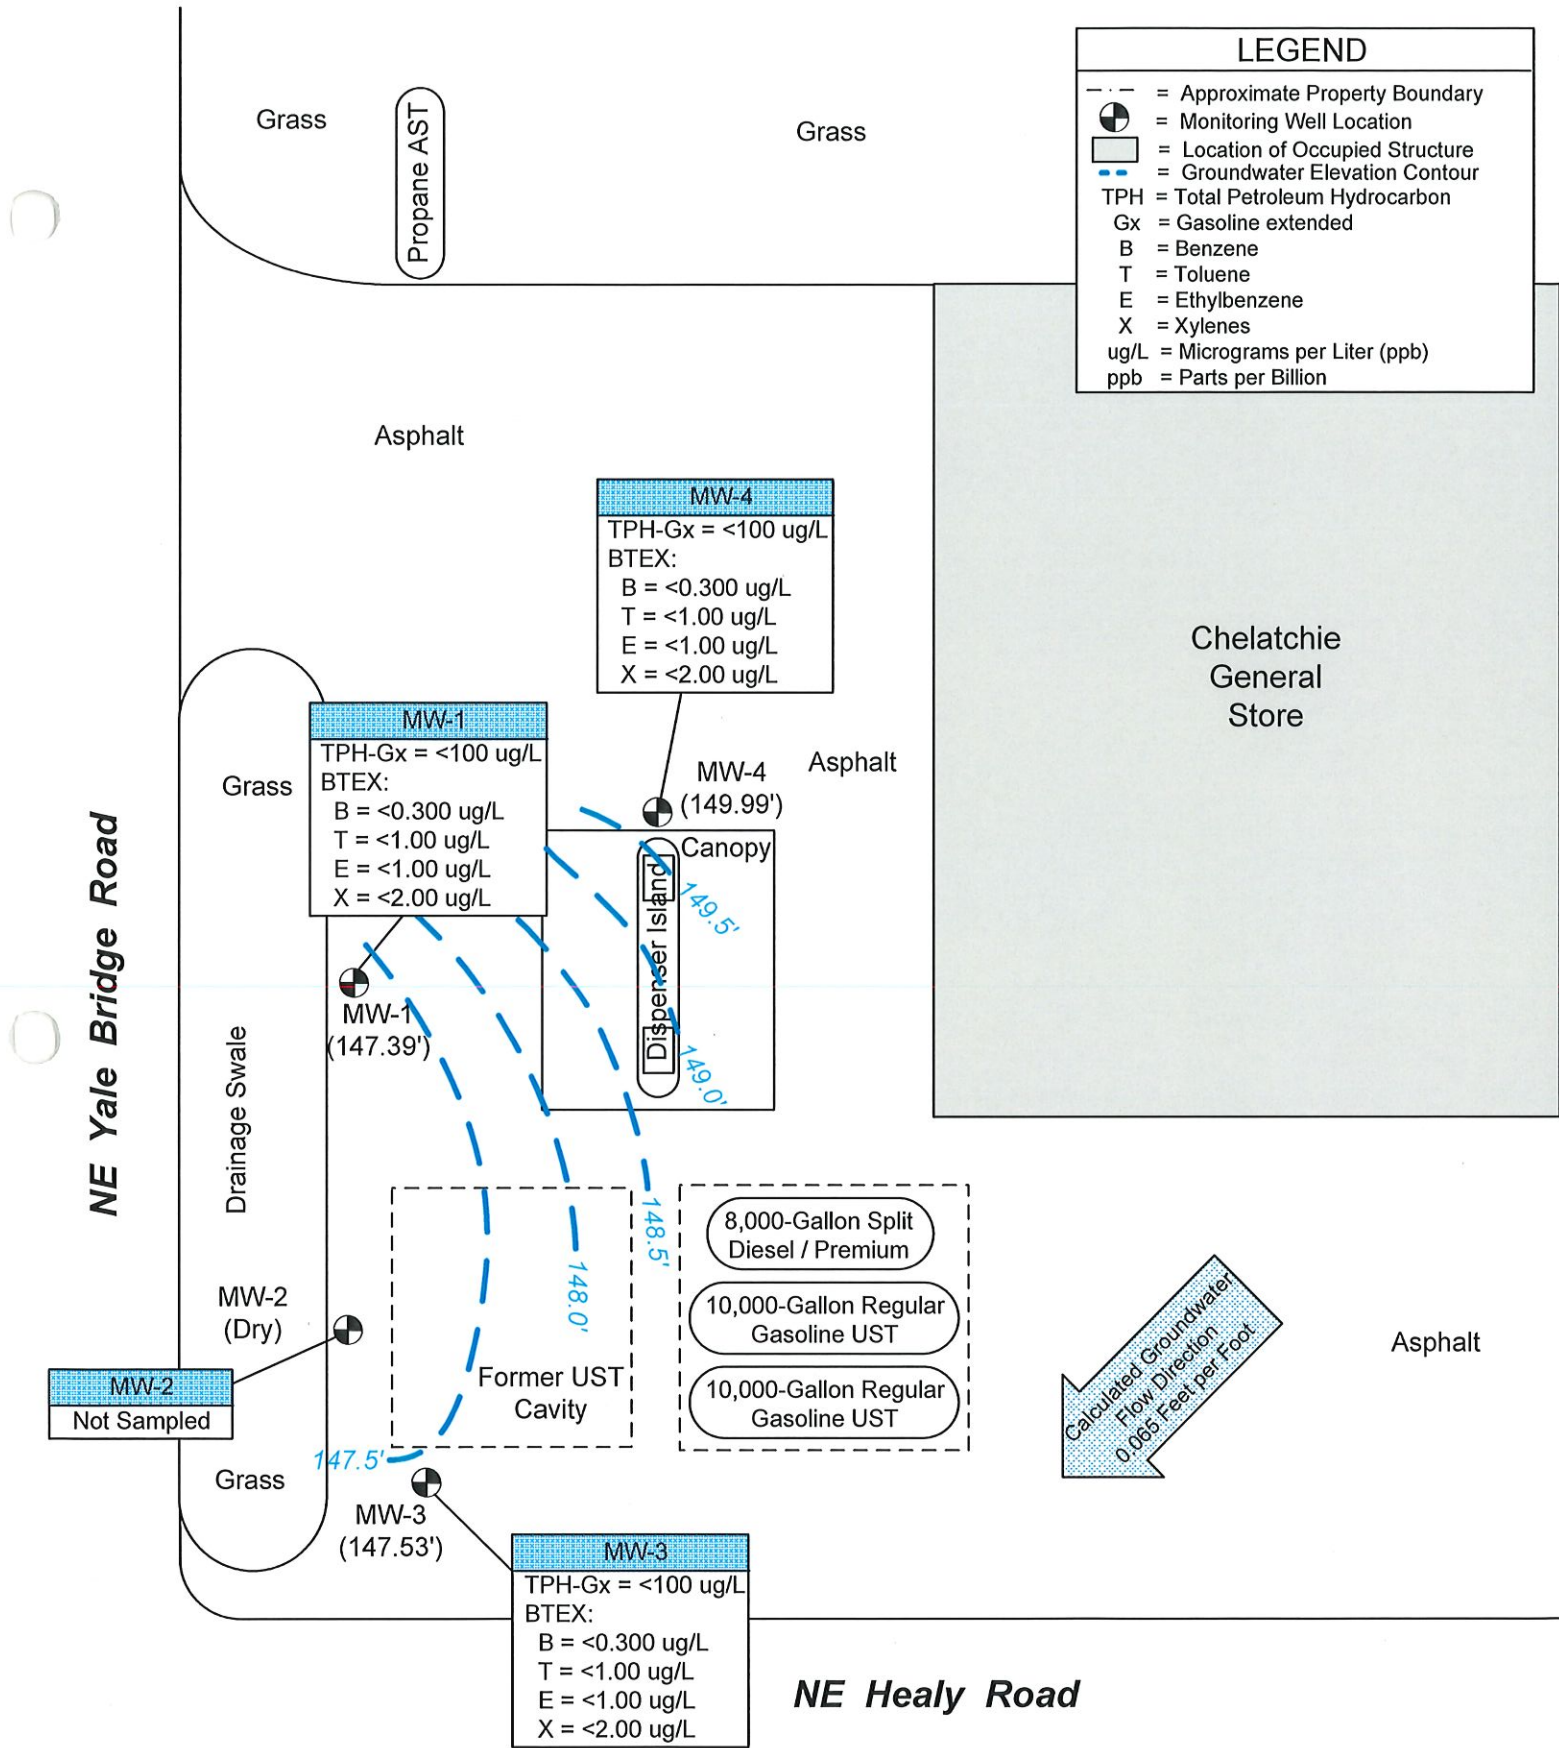 LEGEND
= Approximate Property Boundary
= Monitoring Well Location
= Location of Occupied Structure
= Groundwater Elevation Contour
TPH = Total Petroleum Hydrocarbon
Gx = Gasoline extended
B = Benzene
T = Toluene
E = Ethylbenzene
X = Xylenes
ug/L = Micrograms per Liter (ppb)
ppb = Parts per Billion
Grass
Propane AST
Grass
Asphalt
MW-4
TPH-Gx = <100 ug/L
BTEX:
B = <0.300 ug/L
T = <1.00 ug/L
E = <1.00 ug/L
X = <2.00 ug/L
Chelatchie
General
Store
MW-1
TPH-Gx = <100 ug/L
BTEX:
B = <0.300 ug/L
T = <1.00 ug/L
E = <1.00 ug/L
X = <2.00 ug/L
Grass
MW-4
(149.99')
Asphalt
Canopy
Dispenser Island
149.5'
149.0'
NE Yale Bridge Road
MW-1
(147.39')
Drainage Swale
148.5'
148.0'
8,000-Gallon Split
Diesel / Premium
10,000-Gallon Regular
Gasoline UST
10,000-Gallon Regular
Gasoline UST
MW-2
(Dry)
MW-2
Not Sampled
Former UST
Cavity
Calculated Groundwater
Flow Direction
0.065 Feet per Foot
Asphalt
147.5'
Grass
MW-3
(147.53')
MW-3
TPH-Gx = <100 ug/L
BTEX:
B = <0.300 ug/L
T = <1.00 ug/L
E = <1.00 ug/L
X = <2.00 ug/L
NE Healy Road